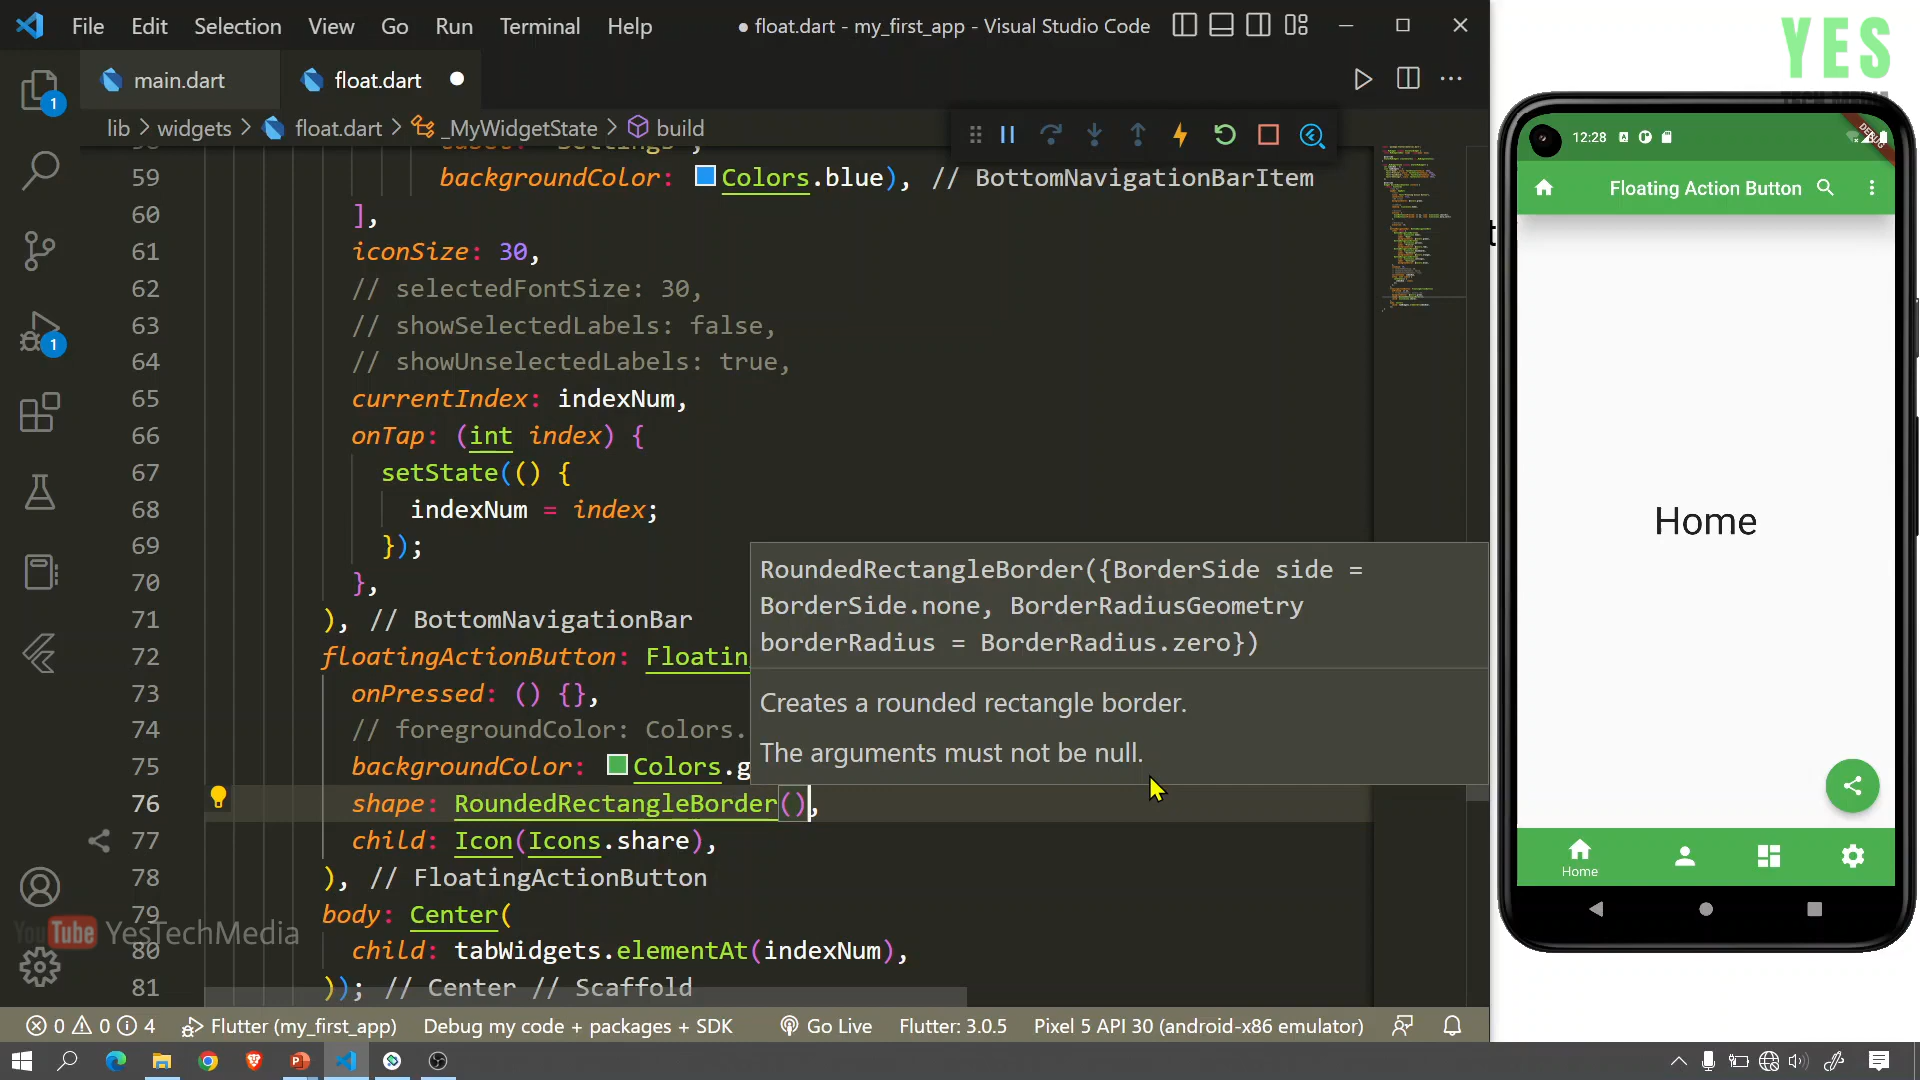 File Edit Selection View Go Run Terminal Help
● float.dart - my_first_app - Visual Studio Code
YES
main.dart
float.dart
lib > widgets > float.dart > _MyWidgetState > build
59 backgroundColor: Colors.blue), // BottomNavigationBarItem
60 ],
61 iconSize: 30,
62 // selectedFontSize: 30,
63 // showSelectedLabels: false,
64 // showUnselectedLabels: true,
65 currentIndex: indexNum,
66 onTap: (int index) {
67 setState(() {
68 indexNum = index;
69 });
70 },
71 ), // BottomNavigationBar
72 floatingActionButton: Floatin
73 onPressed: () {},
74 // foregroundColor: Colors.
75 backgroundColor: Colors.g
76 shape: RoundedRectangleBorder(),
77 child: Icon(Icons.share),
78 ), // FloatingActionButton
79 body: Center(
80 child: tabWidgets.elementAt(indexNum),
81 )); // Center // Scaffold
RoundedRectangleBorder({BorderSide side =
BorderSide.none, BorderRadiusGeometry
borderRadius = BorderRadius.zero})
Creates a rounded rectangle border.
The arguments must not be null.
1
1
YouTube YesTechMedia
12:28
DEBUG
Floating Action Button
Home
Home
0 0 4 Flutter (my_first_app) Debug my code + packages + SDK Go Live Flutter: 3.0.5 Pixel 5 API 30 (android-x86 emulator)